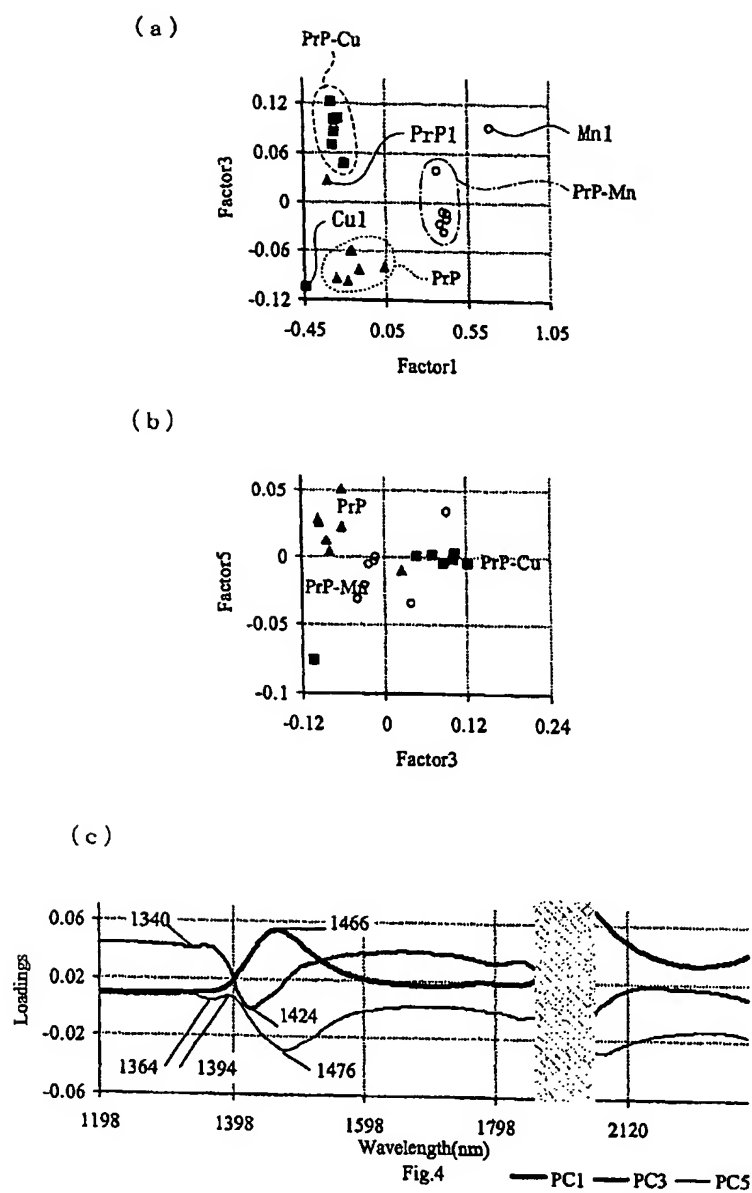 (a)
PrP-Cu
0.12
0.06
0
-0.06
-0.12
Factor3
PrP1
Mn1
PrP-Mn
Cu1
PrP
-0.45 0.05 0.55 1.05
Factor1
(b)
0.05
0
-0.05
-0.1
Factor5
PrP
PrP-Mn
PrP-Cu
-0.12 0 0.12 0.24
Factor3
(c)
0.06
0.02
-0.02
-0.06
Loadings
1340
1466
1424
1364 1394 1476
1198 1398 1598 1798 2120
Wavelength(nm)
Fig.4
PC1 PC3 PC5